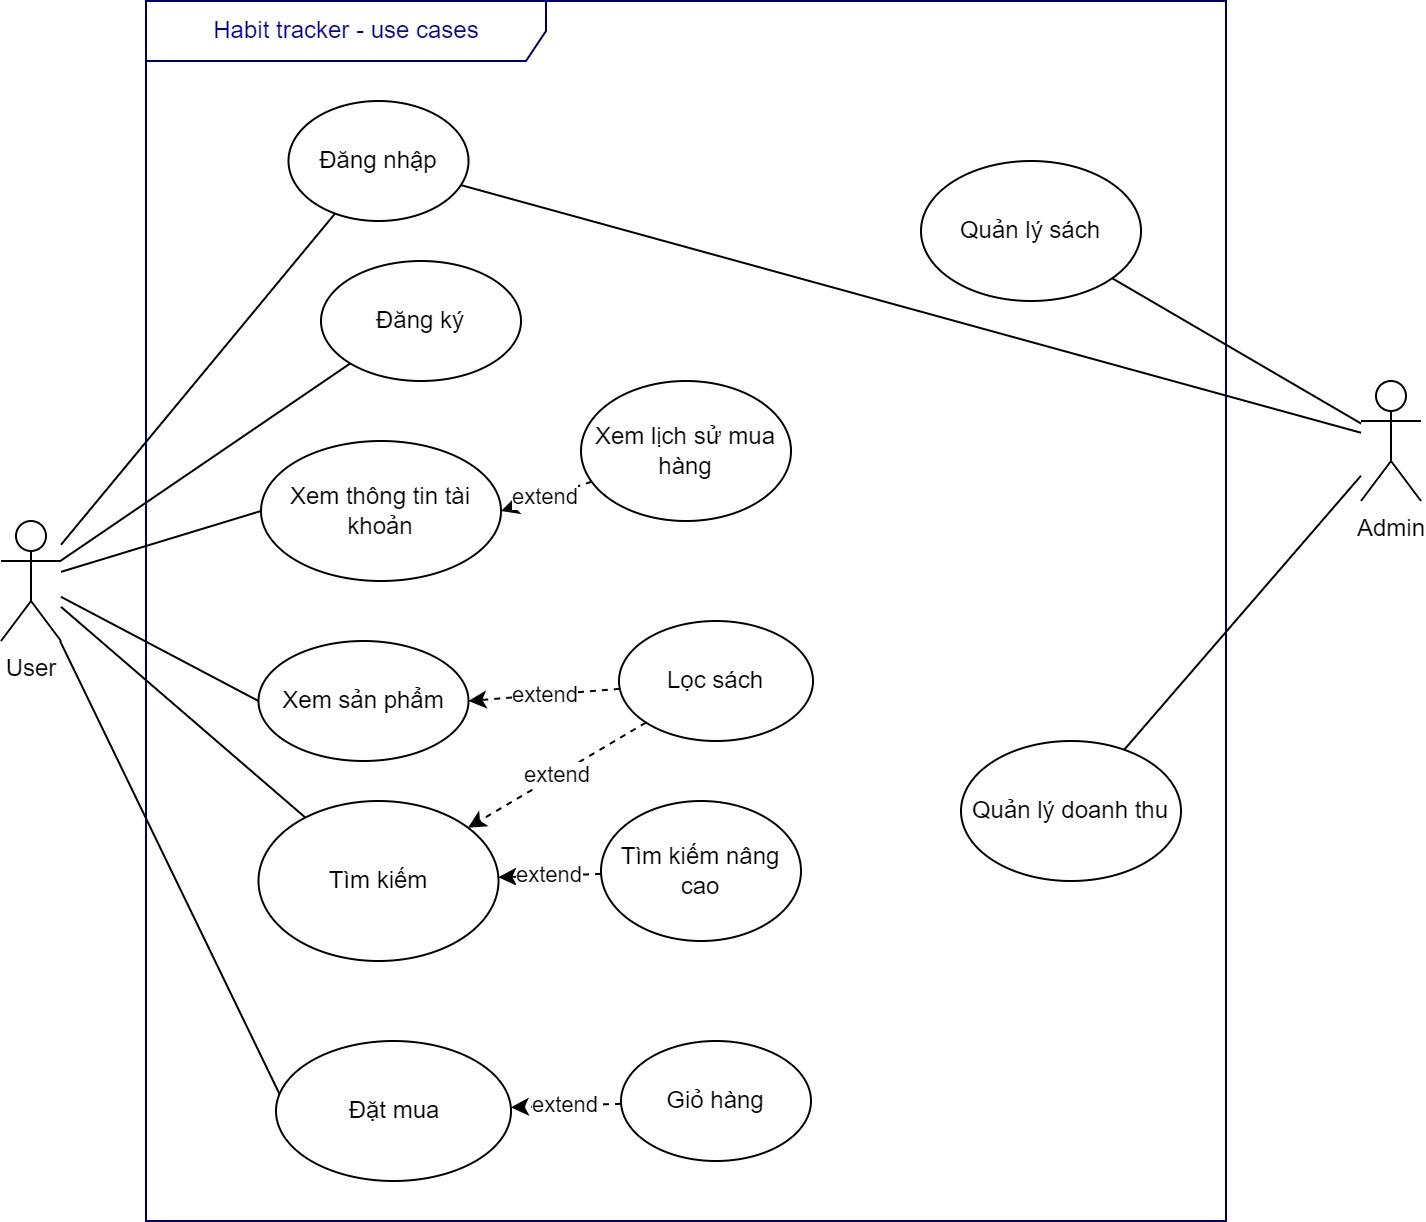 Habit tracker - use cases
Đăng nhập
Quản lý sách
Đăng ký
Xem lịch sử mua
hàng
Xem thông tin tài
khoản
extend
Admin
User
Xem sản phẩm
extend
Lọc sách
extend
Tìm kiếm
extend
Tìm kiếm nâng
cao
Quản lý doanh thu
Đặt mua
extend
Giỏ hàng